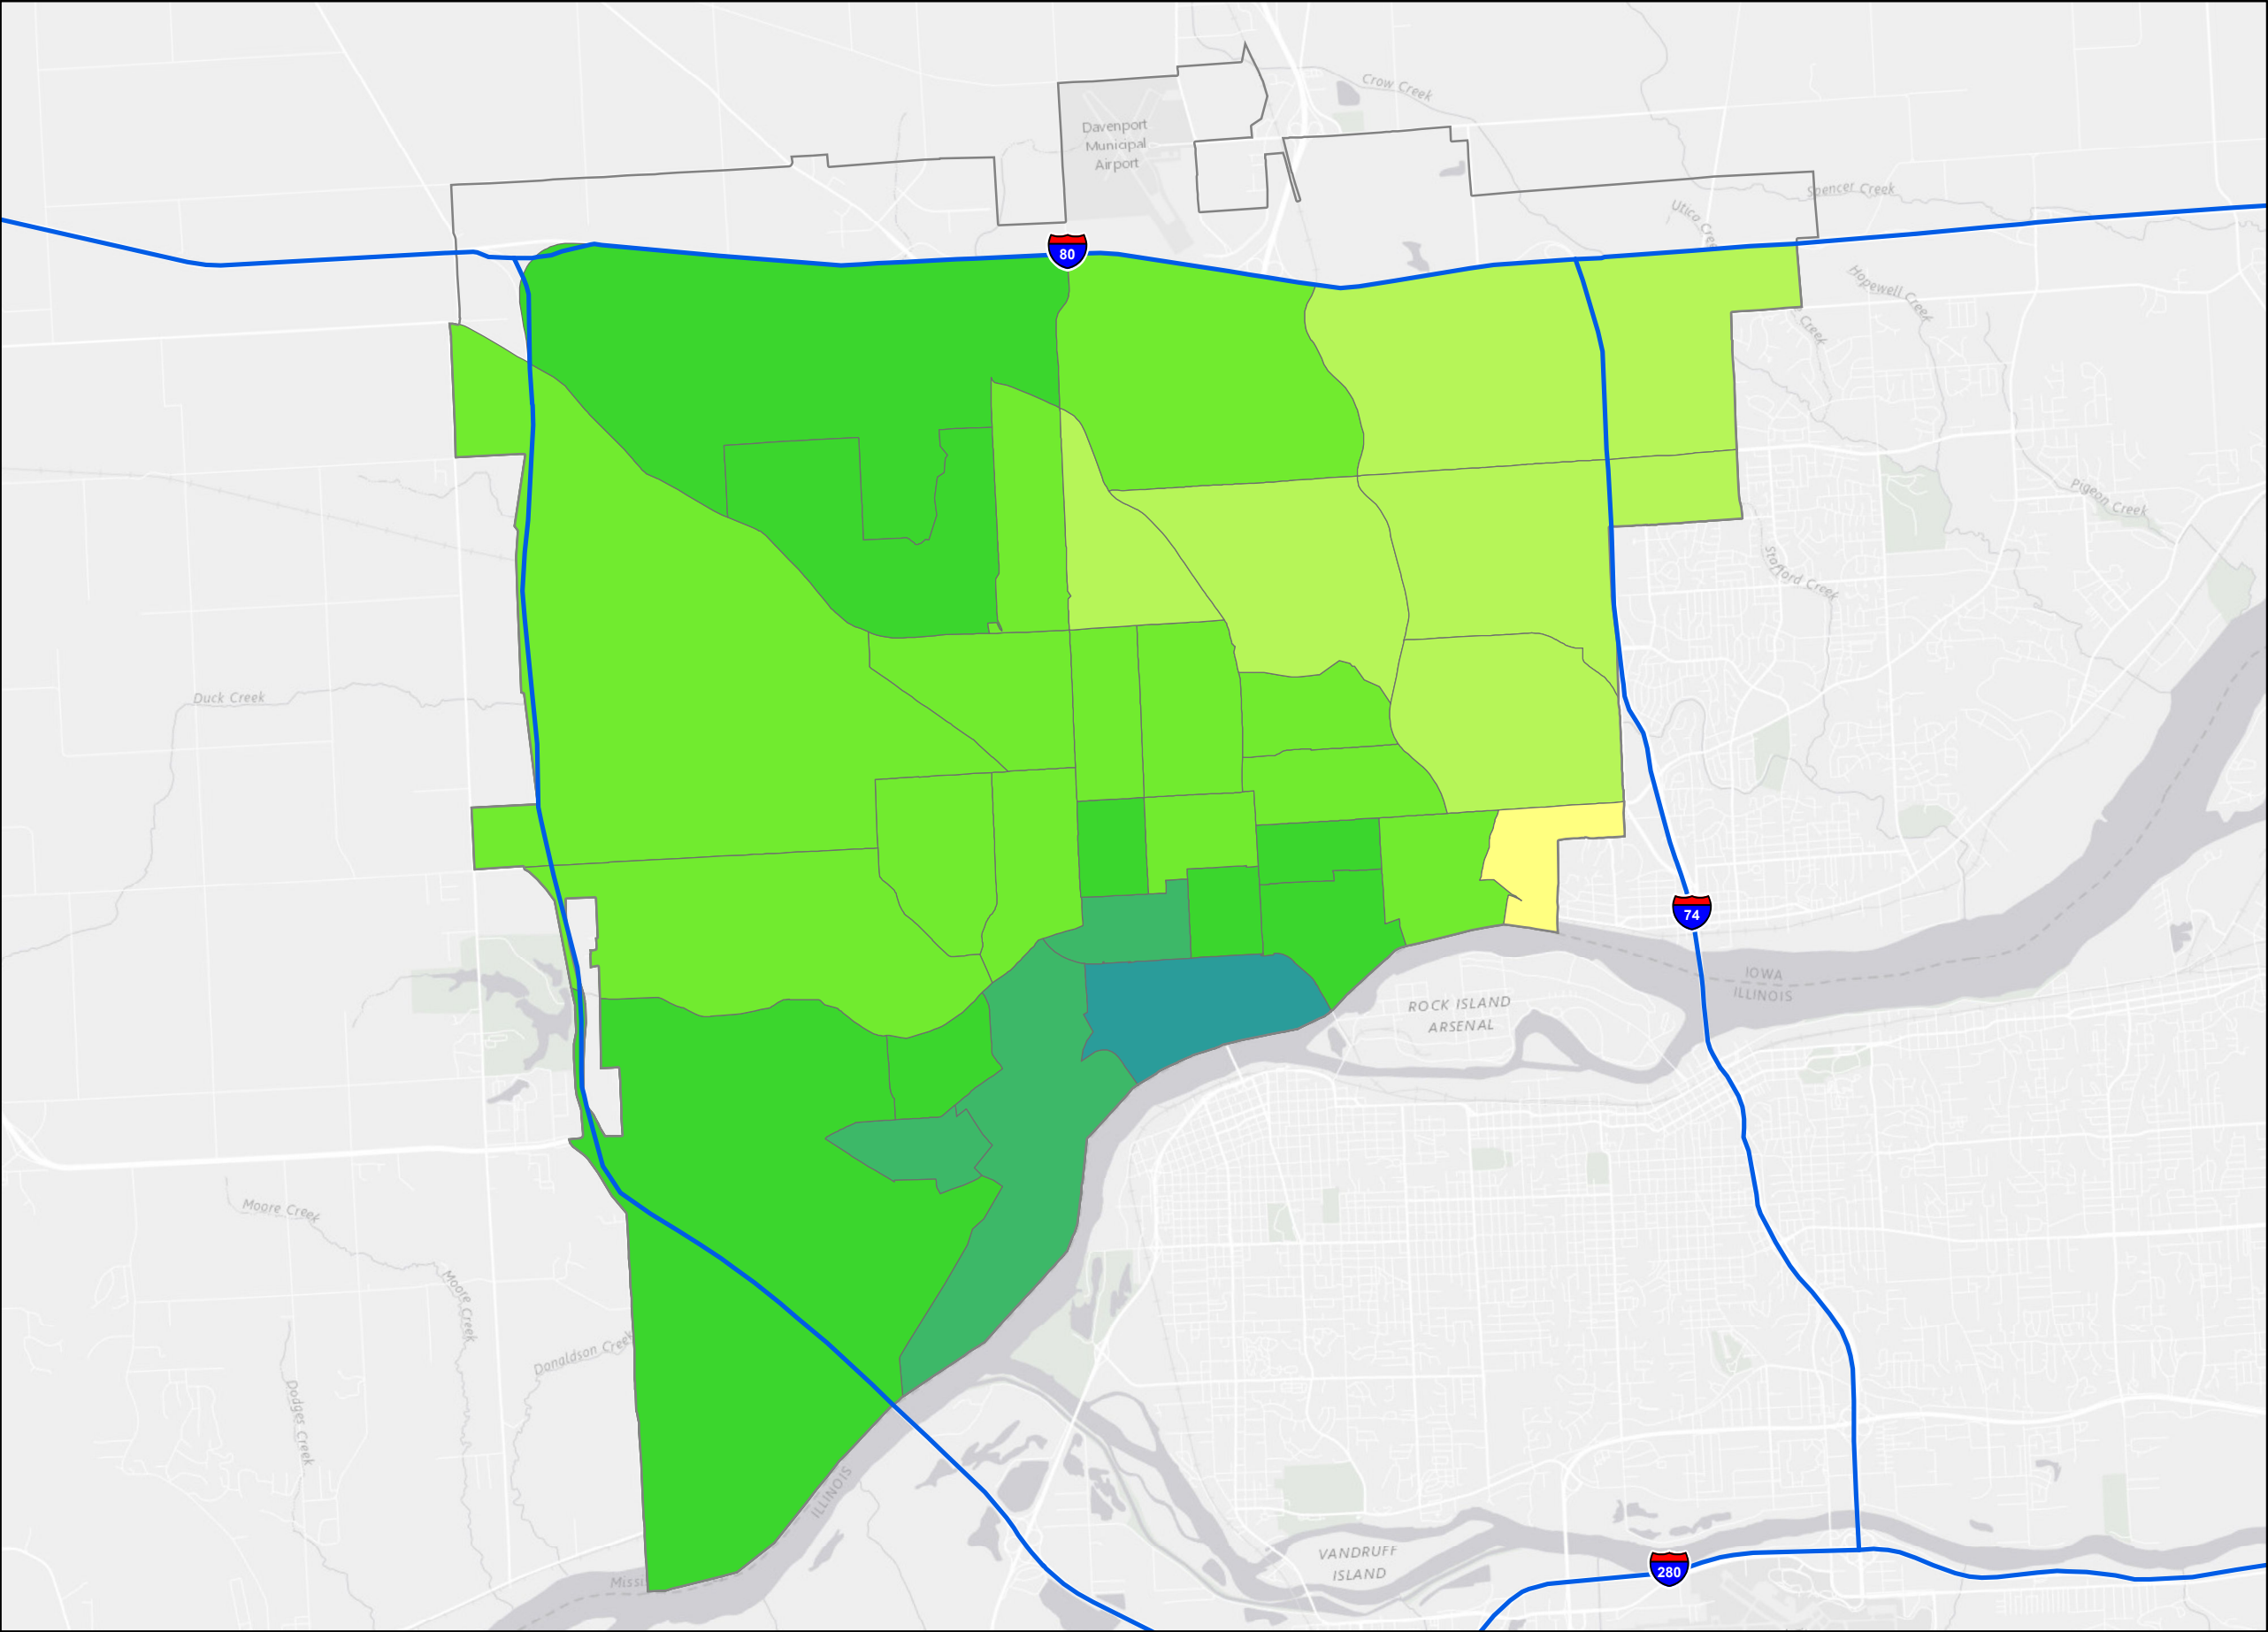 Crow Creek
Davenport
Municipal
Airport
Spencer Creek
Utica Cree
80
Hopewell Creek
Creek
Pigeon Creek
Stafford Creek
Duck Creek
74
IOWA
ILLINOIS
ROCK ISLAND
ARSENAL
Moore Creek
Moore Creek
Donaldson Creek
Dodges Creek
ILLINOIS
VANDRUFF
ISLAND
280
Missi